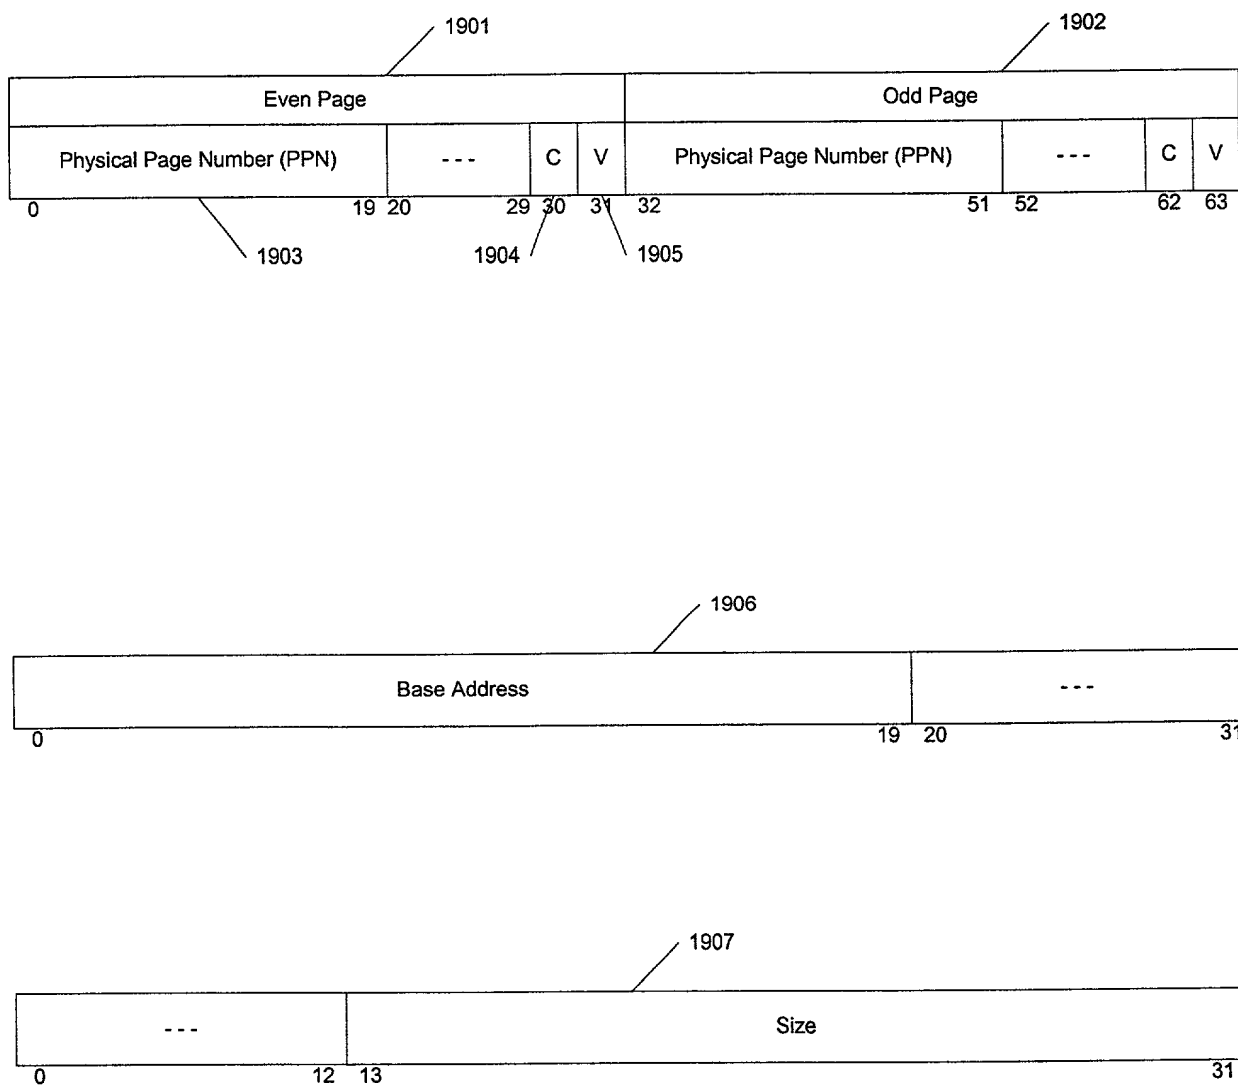 1901
1902
Even Page
Odd Page
Physical Page Number (PPN)
- - -
C
V
Physical Page Number (PPN)
- - -
C
V
0
19
20
29
30
31
32
51
52
62
63
1903
1904
1905
1906
Base Address
- - -
0
19
20
31
1907
- - -
Size
0
12
13
31